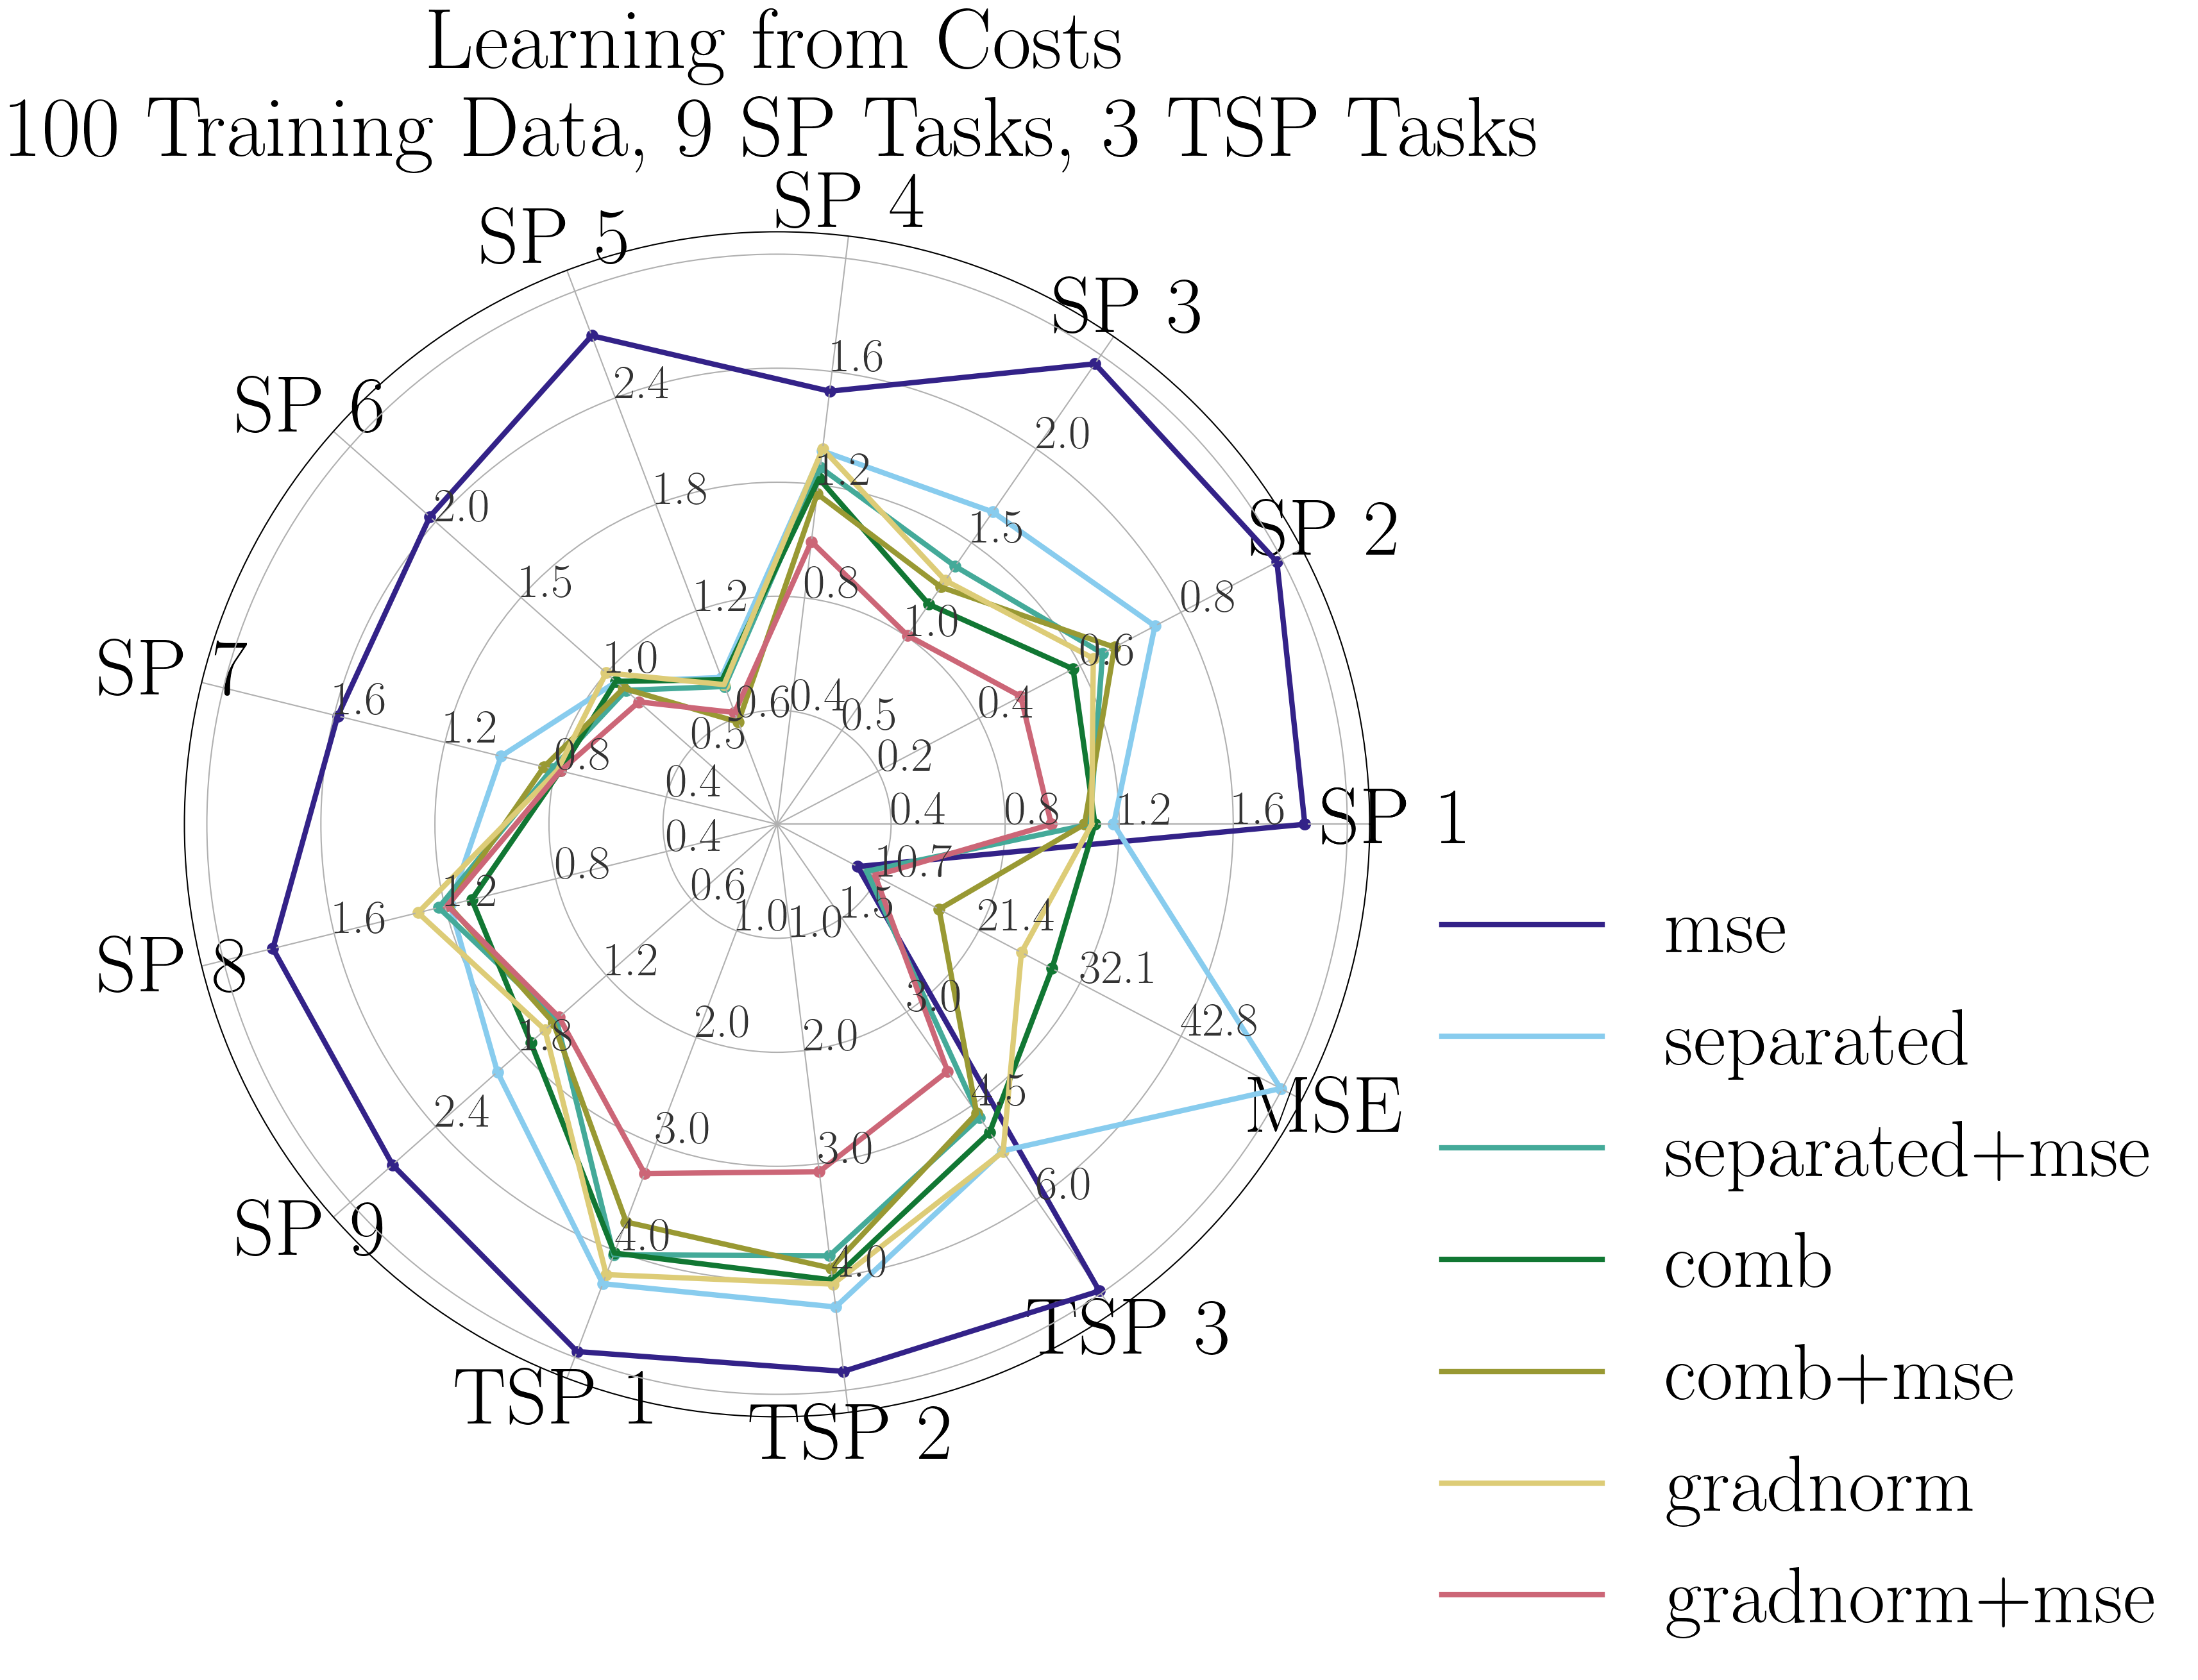 Learning from Costs
100 Training Data, 9 SP Tasks, 3 TSP Tasks
SP 4
SP 5
SP 3
SP 6
SP 2
SP 7
SP 1
SP 8
SP 9
MSE
TSP 3
TSP 1
TSP 2
0.4
0.8
1.2
1.6
0.2
0.4
0.6
0.8
0.5
1.0
1.5
2.0
0.4
0.8
1.2
1.6
0.6
1.2
1.8
2.4
0.5
1.0
1.5
2.0
0.4
0.8
1.2
1.6
0.4
0.8
1.2
1.6
0.6
1.2
1.8
2.4
1.0
2.0
3.0
4.0
1.0
2.0
3.0
4.0
1.5
3.0
4.5
6.0
10.7
21.4
32.1
42.8
mse
separated
separated+mse
comb
comb+mse
gradnorm
gradnorm+mse